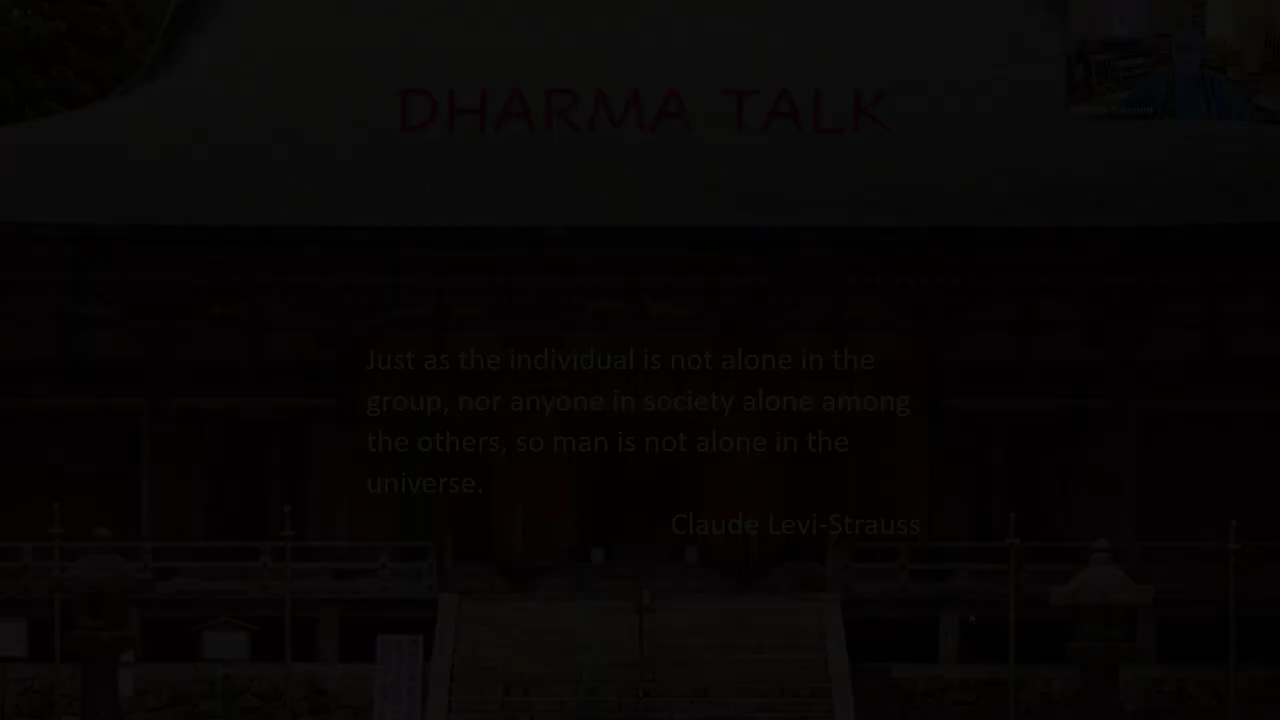 DHARMA TALK
Just as the individual is not alone in the
group, nor anyone in society alone among
the others, so man is not alone in the
universe.
Claude Levi-Strauss